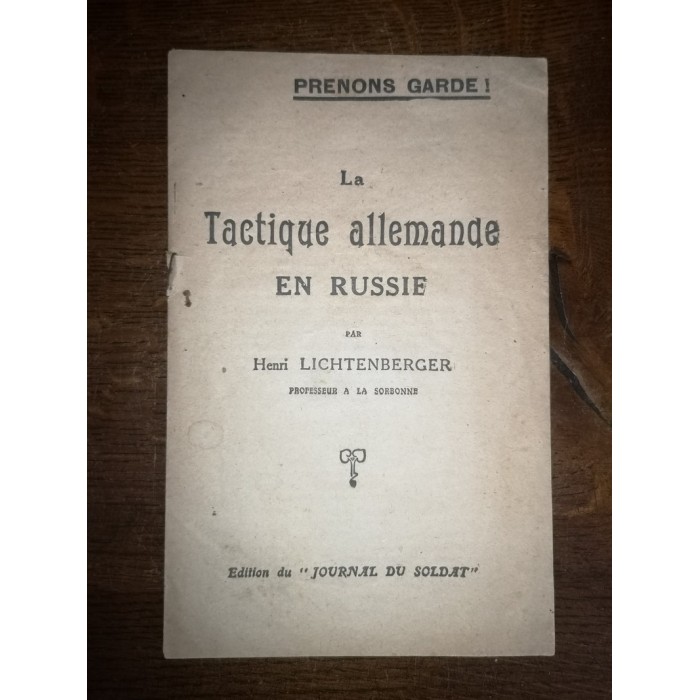 PRENONS GARDE !
La
Tactique allemande
EN RUSSIE
PAR
Henri LICHTENBERGER
PROFESSEUR A LA SORBONNE
Edition du "JOURNAL DU SOLDAT"